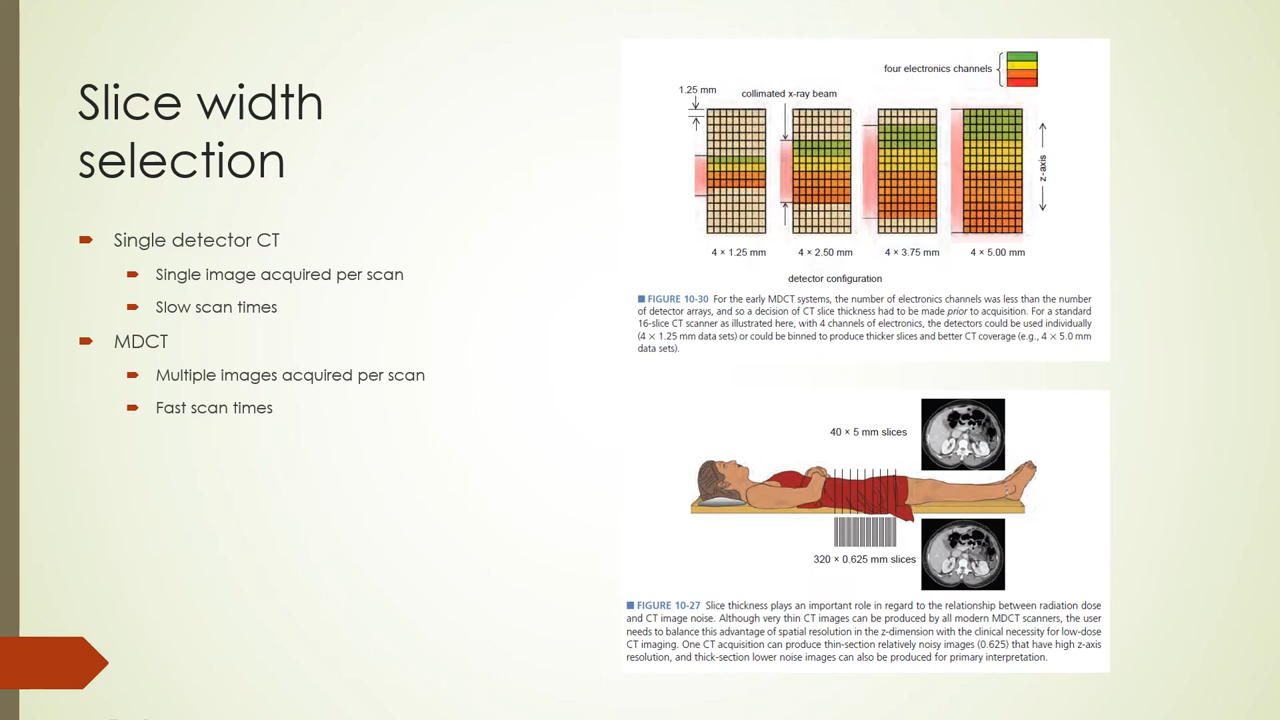 Slice width
selection
Single detector CT
Single image acquired per scan
Slow scan times
MDCT
Multiple images acquired per scan
Fast scan times
four electronics channels
1.25 mm
collimated x-ray beam
z-axis
4 × 1.25 mm
4 × 2.50 mm
4 × 3.75 mm
4 × 5.00 mm
detector configuration
FIGURE 10-30 For the early MDCT systems, the number of electronics channels was less than the number
of detector arrays, and so a decision of CT slice thickness had to be made prior to acquisition. For a standard
16-slice CT scanner as illustrated here, with 4 channels of electronics, the detectors could be used individually
(4 × 1.25 mm data sets) or could be binned to produce thicker slices and better CT coverage (e.g., 4 × 5.0 mm
data sets).
40 × 5 mm slices
320 × 0.625 mm slices
FIGURE 10-27 Slice thickness plays an important role in regard to the relationship between radiation dose
and CT image noise. Although very thin CT images can be produced by all modern MDCT scanners, the user
needs to balance this advantage of spatial resolution in the z-dimension with the clinical necessity for low-dose
CT imaging. One CT acquisition can produce thin-section relatively noisy images (0.625) that have high z-axis
resolution, and thick-section lower noise images can also be produced for primary interpretation.